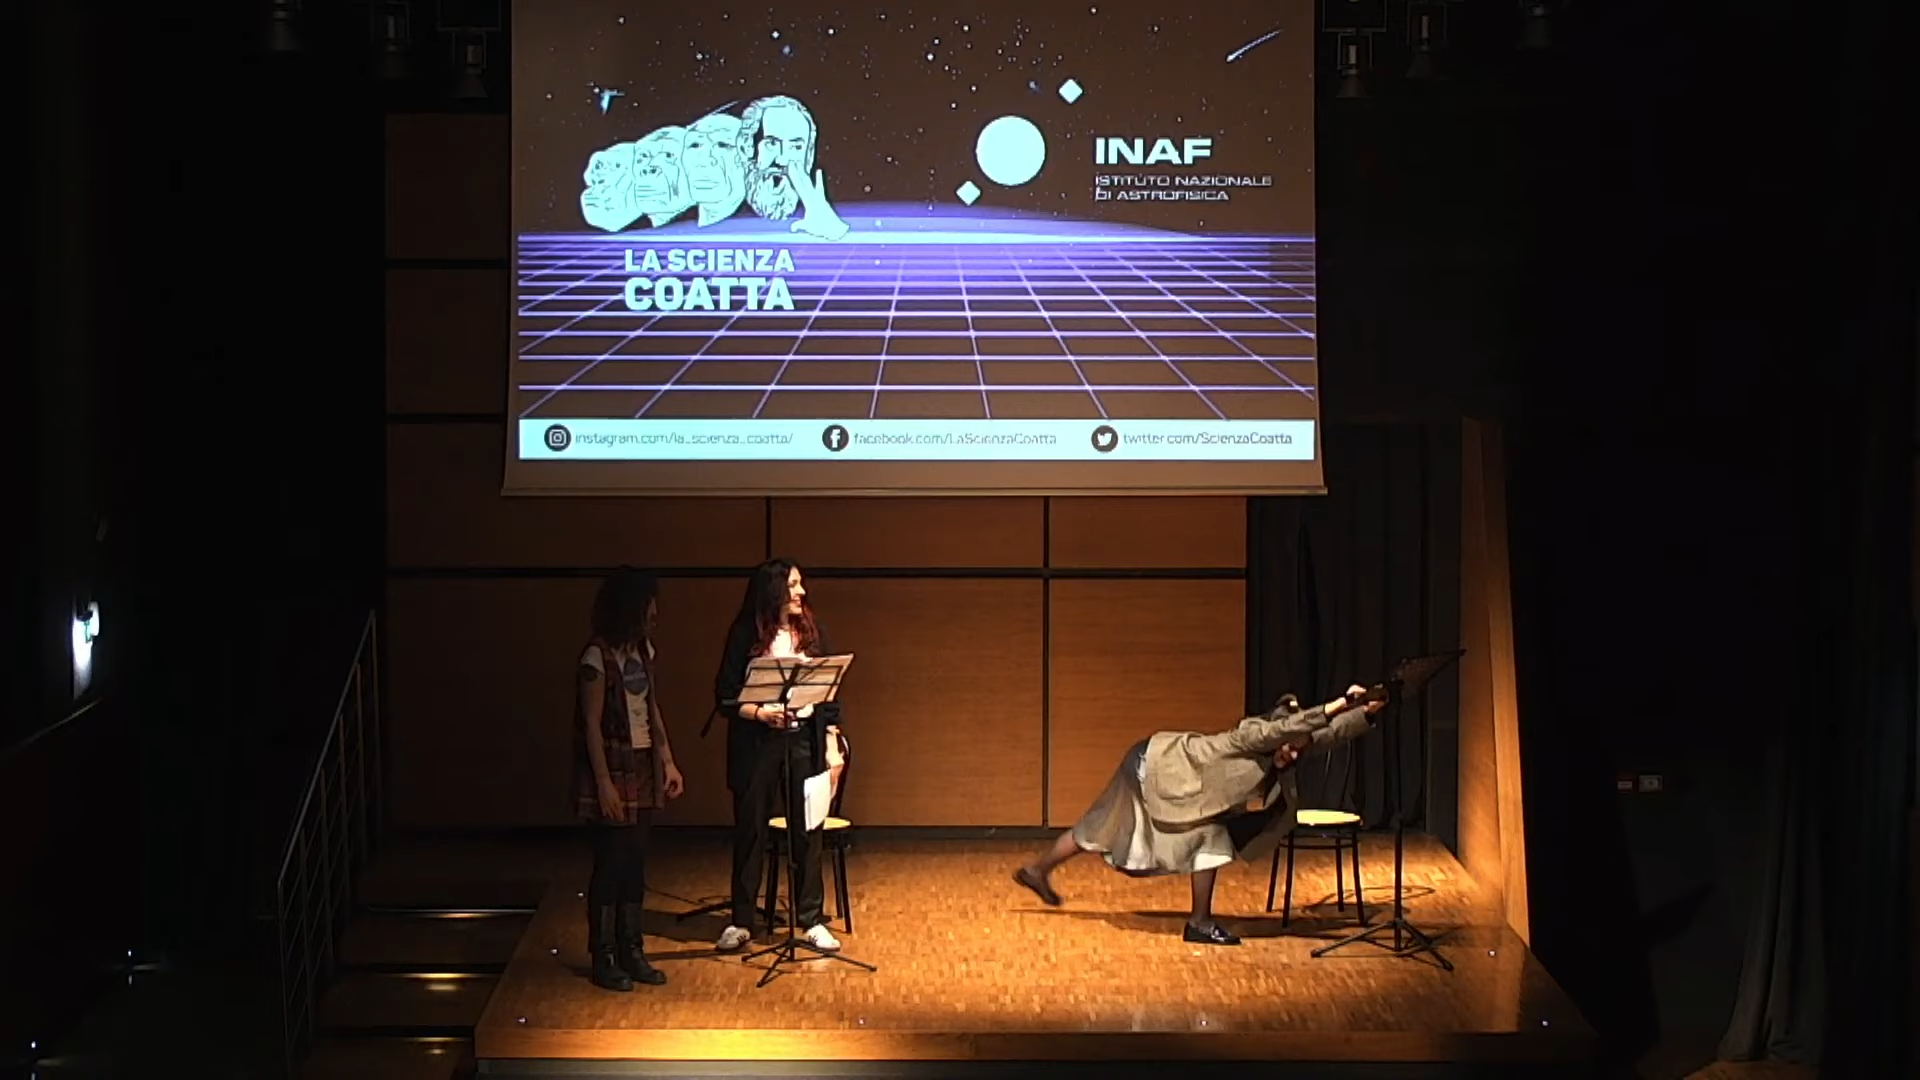 INAF
ISTITUTO NAZIONALE
DI ASTROFISICA
LA SCIENZA
COATTA
instagram.com/la_scienza_coatta/
facebook.com/LaScienzaCoatta
twitter.com/ScienzaCoatta